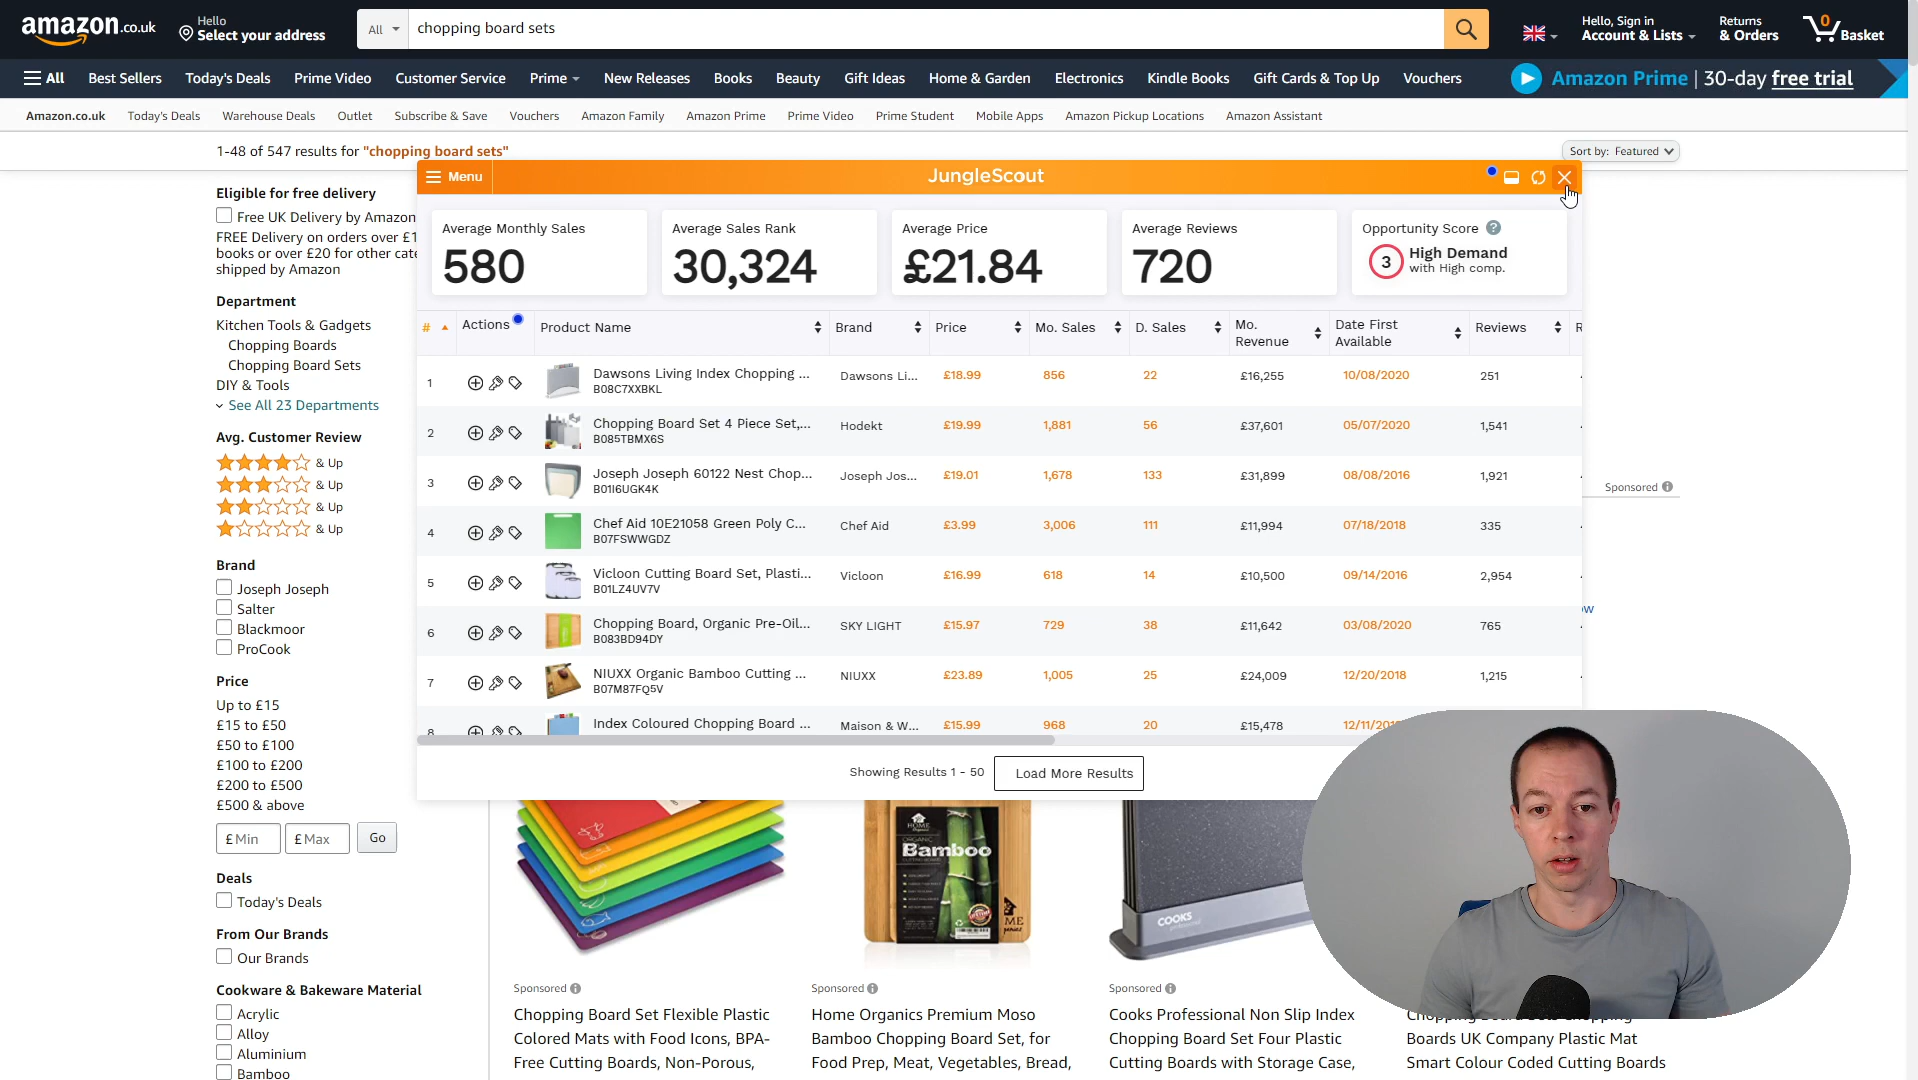 amazon.co.uk
Hello
Select your address
All
chopping board sets
Hello, Sign in
Account & Lists
Returns
& Orders
0
Basket
All
Best Sellers
Today's Deals
Prime Video
Customer Service
Prime
New Releases
Books
Beauty
Gift Ideas
Home & Garden
Electronics
Kindle Books
Gift Cards & Top Up
Vouchers
Amazon Prime | 30-day free trial
Amazon.co.uk
Today's Deals
Warehouse Deals
Outlet
Subscribe & Save
Vouchers
Amazon Family
Amazon Prime
Prime Video
Prime Student
Mobile Apps
Amazon Pickup Locations
Amazon Assistant
1-48 of 547 results for "chopping board sets"
Sort by: Featured
Eligible for free delivery
Free UK Delivery by Amazon
FREE Delivery on orders over £1
books or over £20 for other cate
shipped by Amazon
Department
Kitchen Tools & Gadgets
Chopping Boards
Chopping Board Sets
DIY & Tools
See All 23 Departments
Avg. Customer Review
& Up
& Up
& Up
& Up
Brand
Joseph Joseph
Salter
Blackmoor
ProCook
Price
Up to £15
£15 to £50
£50 to £100
£100 to £200
£200 to £500
£500 & above
£ Min
£ Max
Go
Deals
Today's Deals
From Our Brands
Our Brands
Cookware & Bakeware Material
Acrylic
Alloy
Aluminium
Bamboo
Menu
JungleScout
Average Monthly Sales
580
Average Sales Rank
30,324
Average Price
£21.84
Average Reviews
720
Opportunity Score ?
3
High Demand
with High comp.
# Actions Product Name Brand Price Mo. Sales D. Sales Mo. Revenue Date First Available Reviews R
1 Dawsons Living Index Chopping ... Dawsons Li... £18.99 856 22 £16,255 10/08/2020 251
B08C7XXBKL
2 Chopping Board Set 4 Piece Set,... Hodekt £19.99 1,881 56 £37,601 05/07/2020 1,541
B085TBMX6S
3 Joseph Joseph 60122 Nest Chop... Joseph Jos... £19.01 1,678 133 £31,899 08/08/2016 1,921
B01I6UGK4K
4 Chef Aid 10E21058 Green Poly C... Chef Aid £3.99 3,006 111 £11,994 07/18/2018 335
B07FSWWGDZ
5 Vicloon Cutting Board Set, Plasti... Vicloon £16.99 618 14 £10,500 09/14/2016 2,954
B01LZ4UV7V
6 Chopping Board, Organic Pre-Oil... SKY LIGHT £15.97 729 38 £11,642 03/08/2020 765
B083BD94DY
7 NIUXX Organic Bamboo Cutting ... NIUXX £23.89 1,005 25 £24,009 12/20/2018 1,215
B07M87FQ5V
8 Index Coloured Chopping Board ... Maison & W... £15.99 968 20 £15,478 12/11/201
Showing Results 1 - 50
Load More Results
Sponsored
ow
HOME
Bamboo
COOKS
Sponsored
Chopping Board Set Flexible Plastic
Colored Mats with Food Icons, BPA-
Free Cutting Boards, Non-Porous,
Sponsored
Home Organics Premium Moso
Bamboo Chopping Board Set, for
Food Prep, Meat, Vegetables, Bread,
Sponsored
Cooks Professional Non Slip Index
Chopping Board Set Four Plastic
Cutting Boards with Storage Case,
Boards UK Company Plastic Mat
Smart Colour Coded Cutting Boards